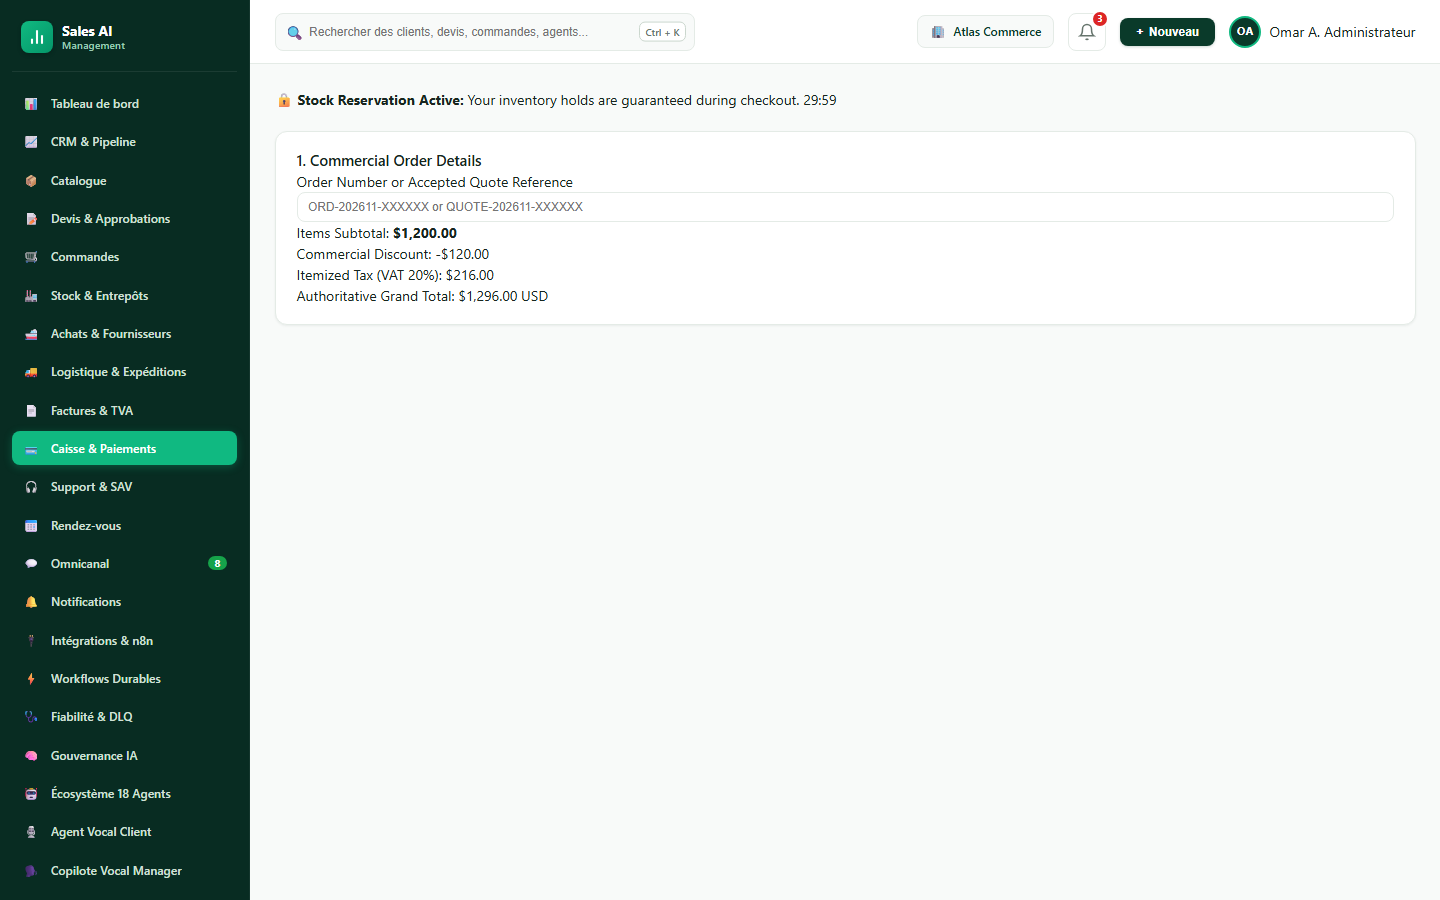 Sales AI
Management
Tableau de bord
CRM & Pipeline
Catalogue
Devis & Approbations
Commandes
Stock & Entrepôts
Achats & Fournisseurs
Logistique & Expéditions
Factures & TVA
Caisse & Paiements
Support & SAV
Rendez-vous
Omnicanal 8
Notifications
Intégrations & n8n
Workflows Durables
Fiabilité & DLQ
Gouvernance IA
Écosystème 18 Agents
Agent Vocal Client
Copilote Vocal Manager
Rechercher des clients, devis, commandes, agents... Ctrl + K
Atlas Commerce
3
+ Nouveau
OA
Omar A. Administrateur
Stock Reservation Active: Your inventory holds are guaranteed during checkout. 29:59
1. Commercial Order Details
Order Number or Accepted Quote Reference
ORD-202611-XXXXXX or QUOTE-202611-XXXXXX
Items Subtotal: $1,200.00
Commercial Discount: -$120.00
Itemized Tax (VAT 20%): $216.00
Authoritative Grand Total: $1,296.00 USD